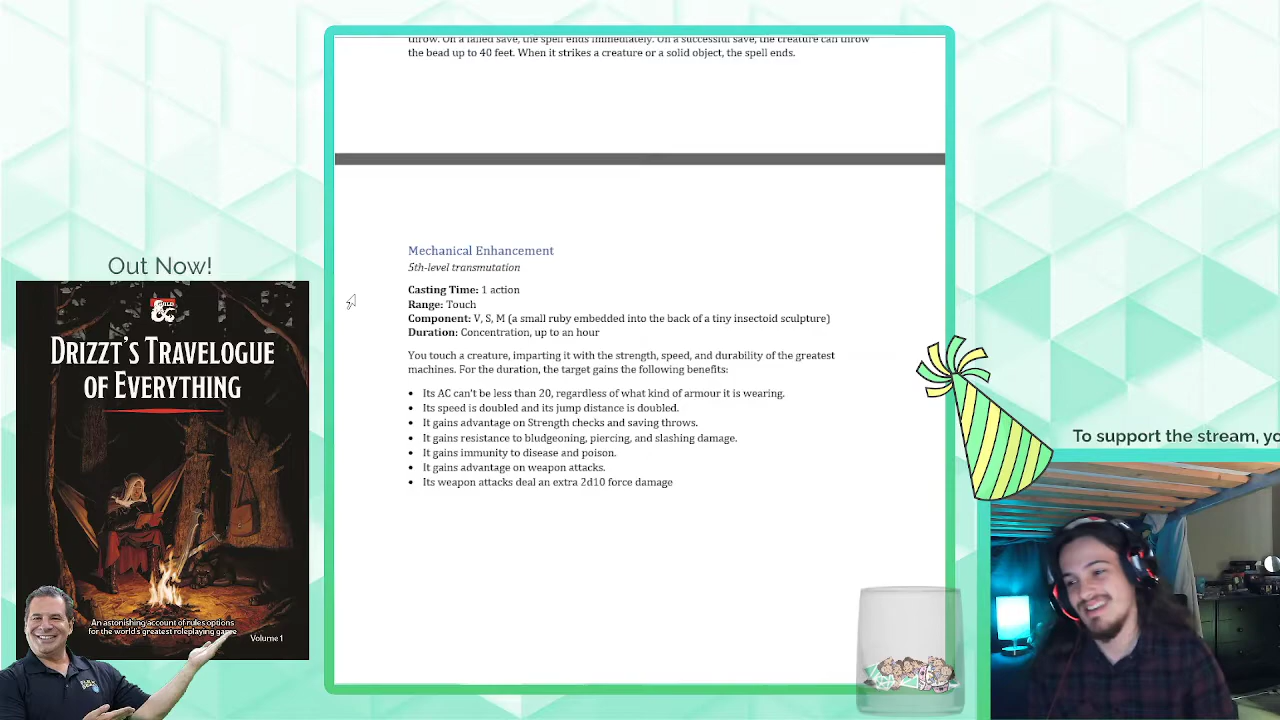 throw. On a failed save, the spell ends immediately. On a successful save, the creature can throw
the bead up to 40 feet. When it strikes a creature or a solid object, the spell ends.
Mechanical Enhancement
5th-level transmutation
Casting Time: 1 action
Range: Touch
Component: V, S, M (a small ruby embedded into the back of a tiny insectoid sculpture)
Duration: Concentration, up to an hour
You touch a creature, imparting it with the strength, speed, and durability of the greatest
machines. For the duration, the target gains the following benefits:
• Its AC can't be less than 20, regardless of what kind of armour it is wearing.
• Its speed is doubled and its jump distance is doubled.
• It gains advantage on Strength checks and saving throws.
• It gains resistance to bludgeoning, piercing, and slashing damage.
• It gains immunity to disease and poison.
• It gains advantage on weapon attacks.
• Its weapon attacks deal an extra 2d10 force damage
Out Now!
DRIZZT'S TRAVELOGUE
OF EVERYTHING
An astonishing account of rules options
for the world's greatest roleplaying game
Volume 1
To support the stream, yo